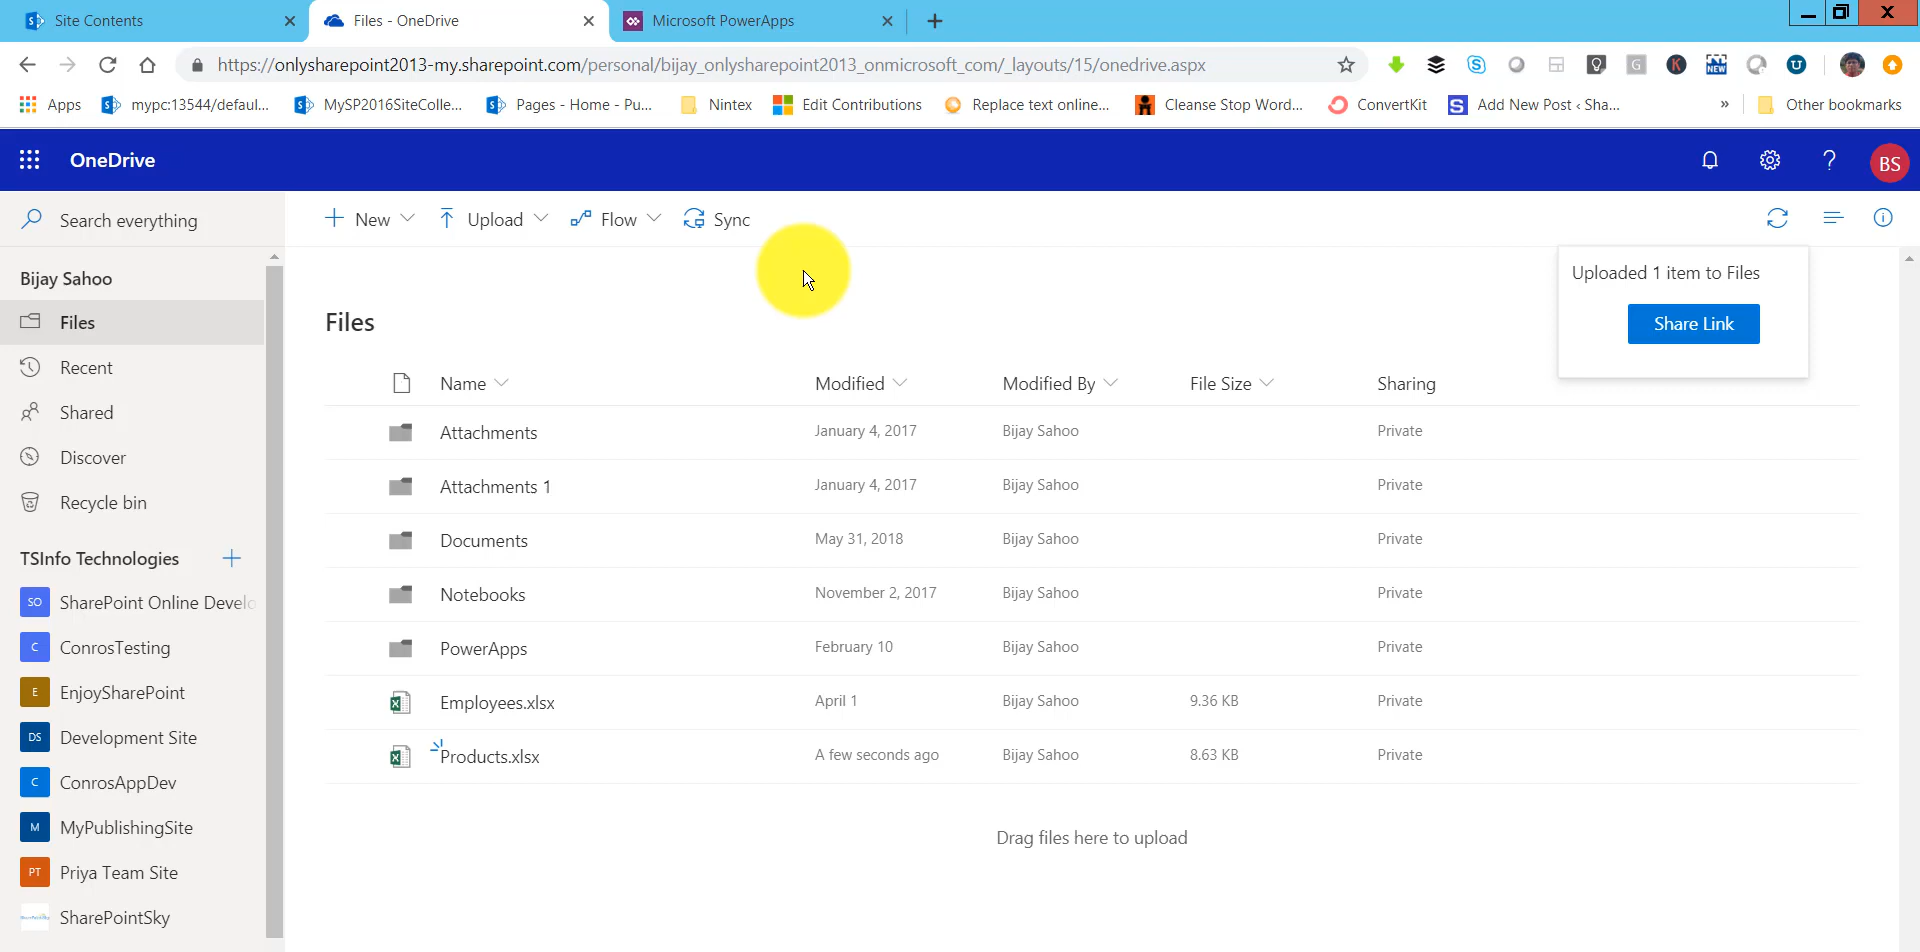 Site Contents
Files - OneDrive
Microsoft PowerApps
https://onlysharepoint2013-my.sharepoint.com/personal/bijay_onlysharepoint2013_onmicrosoft_com/_layouts/15/onedrive.aspx
G
K
NEW
U
Apps
mypc:13544/defaul...
MySP2016SiteColle...
Pages - Home - Pu...
Nintex
Edit Contributions
Replace text online...
Cleanse Stop Word...
ConvertKit
S Add New Post ‹ Sha...
»
Other bookmarks
OneDrive
?
BS
Search everything
New
Upload
Flow
Sync
Uploaded 1 item to Files
Share Link
Bijay Sahoo
Files
Recent
Shared
Discover
Recycle bin
TSInfo Technologies
SO SharePoint Online Develo
C ConrosTesting
E EnjoySharePoint
DS Development Site
C ConrosAppDev
M MyPublishingSite
PT Priya Team Site
SharePointSky
Files
Name Modified Modified By File Size Sharing
Attachments January 4, 2017 Bijay Sahoo Private
Attachments 1 January 4, 2017 Bijay Sahoo Private
Documents May 31, 2018 Bijay Sahoo Private
Notebooks November 2, 2017 Bijay Sahoo Private
PowerApps February 10 Bijay Sahoo Private
Employees.xlsx April 1 Bijay Sahoo 9.36 KB Private
Products.xlsx A few seconds ago Bijay Sahoo 8.63 KB Private
Drag files here to upload